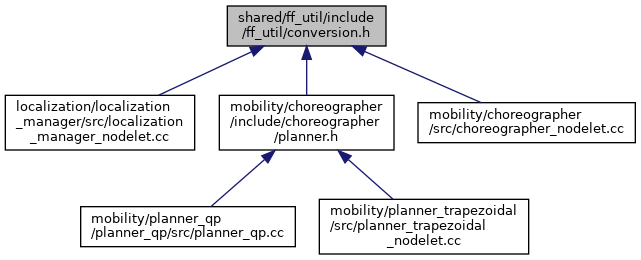 shared/ff_util/include
/ff_util/conversion.h
localization/localization
_manager/src/localization
_manager_nodelet.cc
mobility/choreographer
/include/choreographer
/planner.h
mobility/choreographer
/src/choreographer_nodelet.cc
mobility/planner_qp
/planner_qp/src/planner_qp.cc
mobility/planner_trapezoidal
/src/planner_trapezoidal
_nodelet.cc